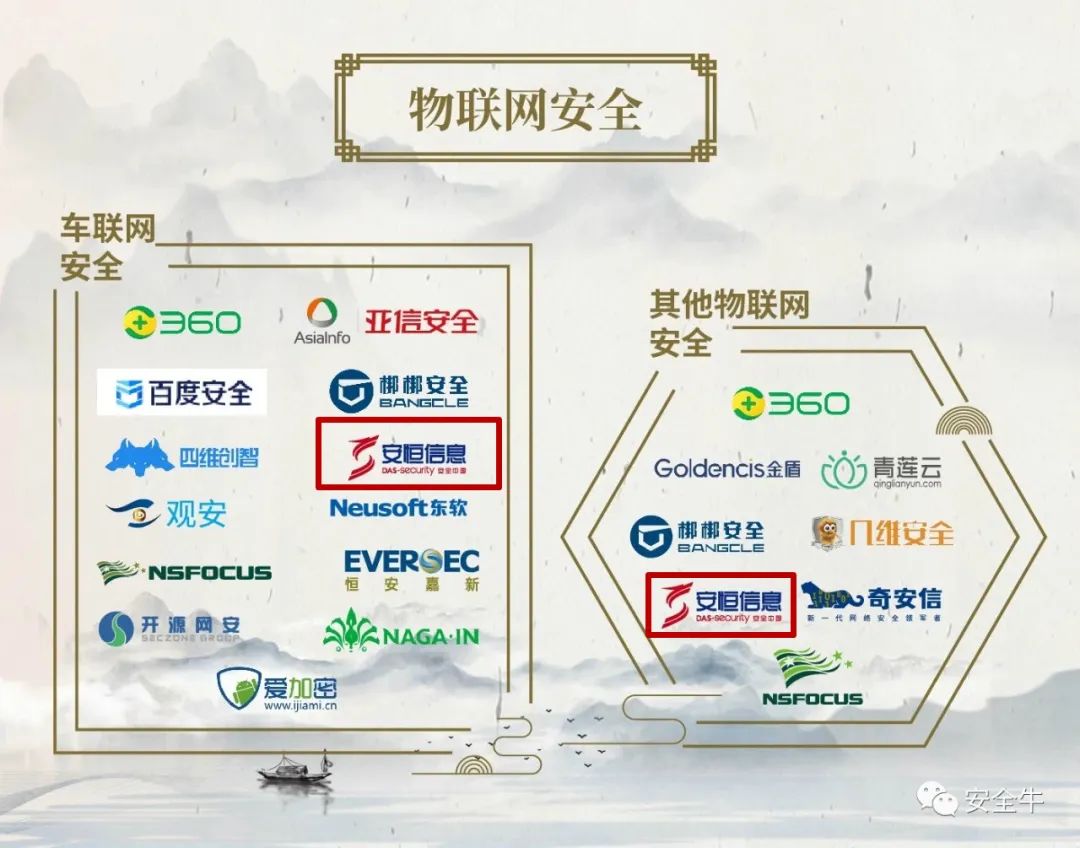 物联网安全
车联网
安全
360
AsiaInfo 亚信安全
百度安全
梆梆安全
BANGCLE
四维创智
安恒信息
DAS-security 安全中国
观安
Neusoft东软
NSFOCUS
EVERSEC
恒安嘉新
开源网安
SECZONE GROUP
NAGA·IN
爱加密
www.ijiami.cn
其他物联网
安全
360
Goldencis金盾
青莲云
qinglianyun.com
梆梆安全
BANGCLE
几维安全
安恒信息
DAS-security 安全中国
奇安信
新一代网络安全领军者
NSFOCUS
安全牛